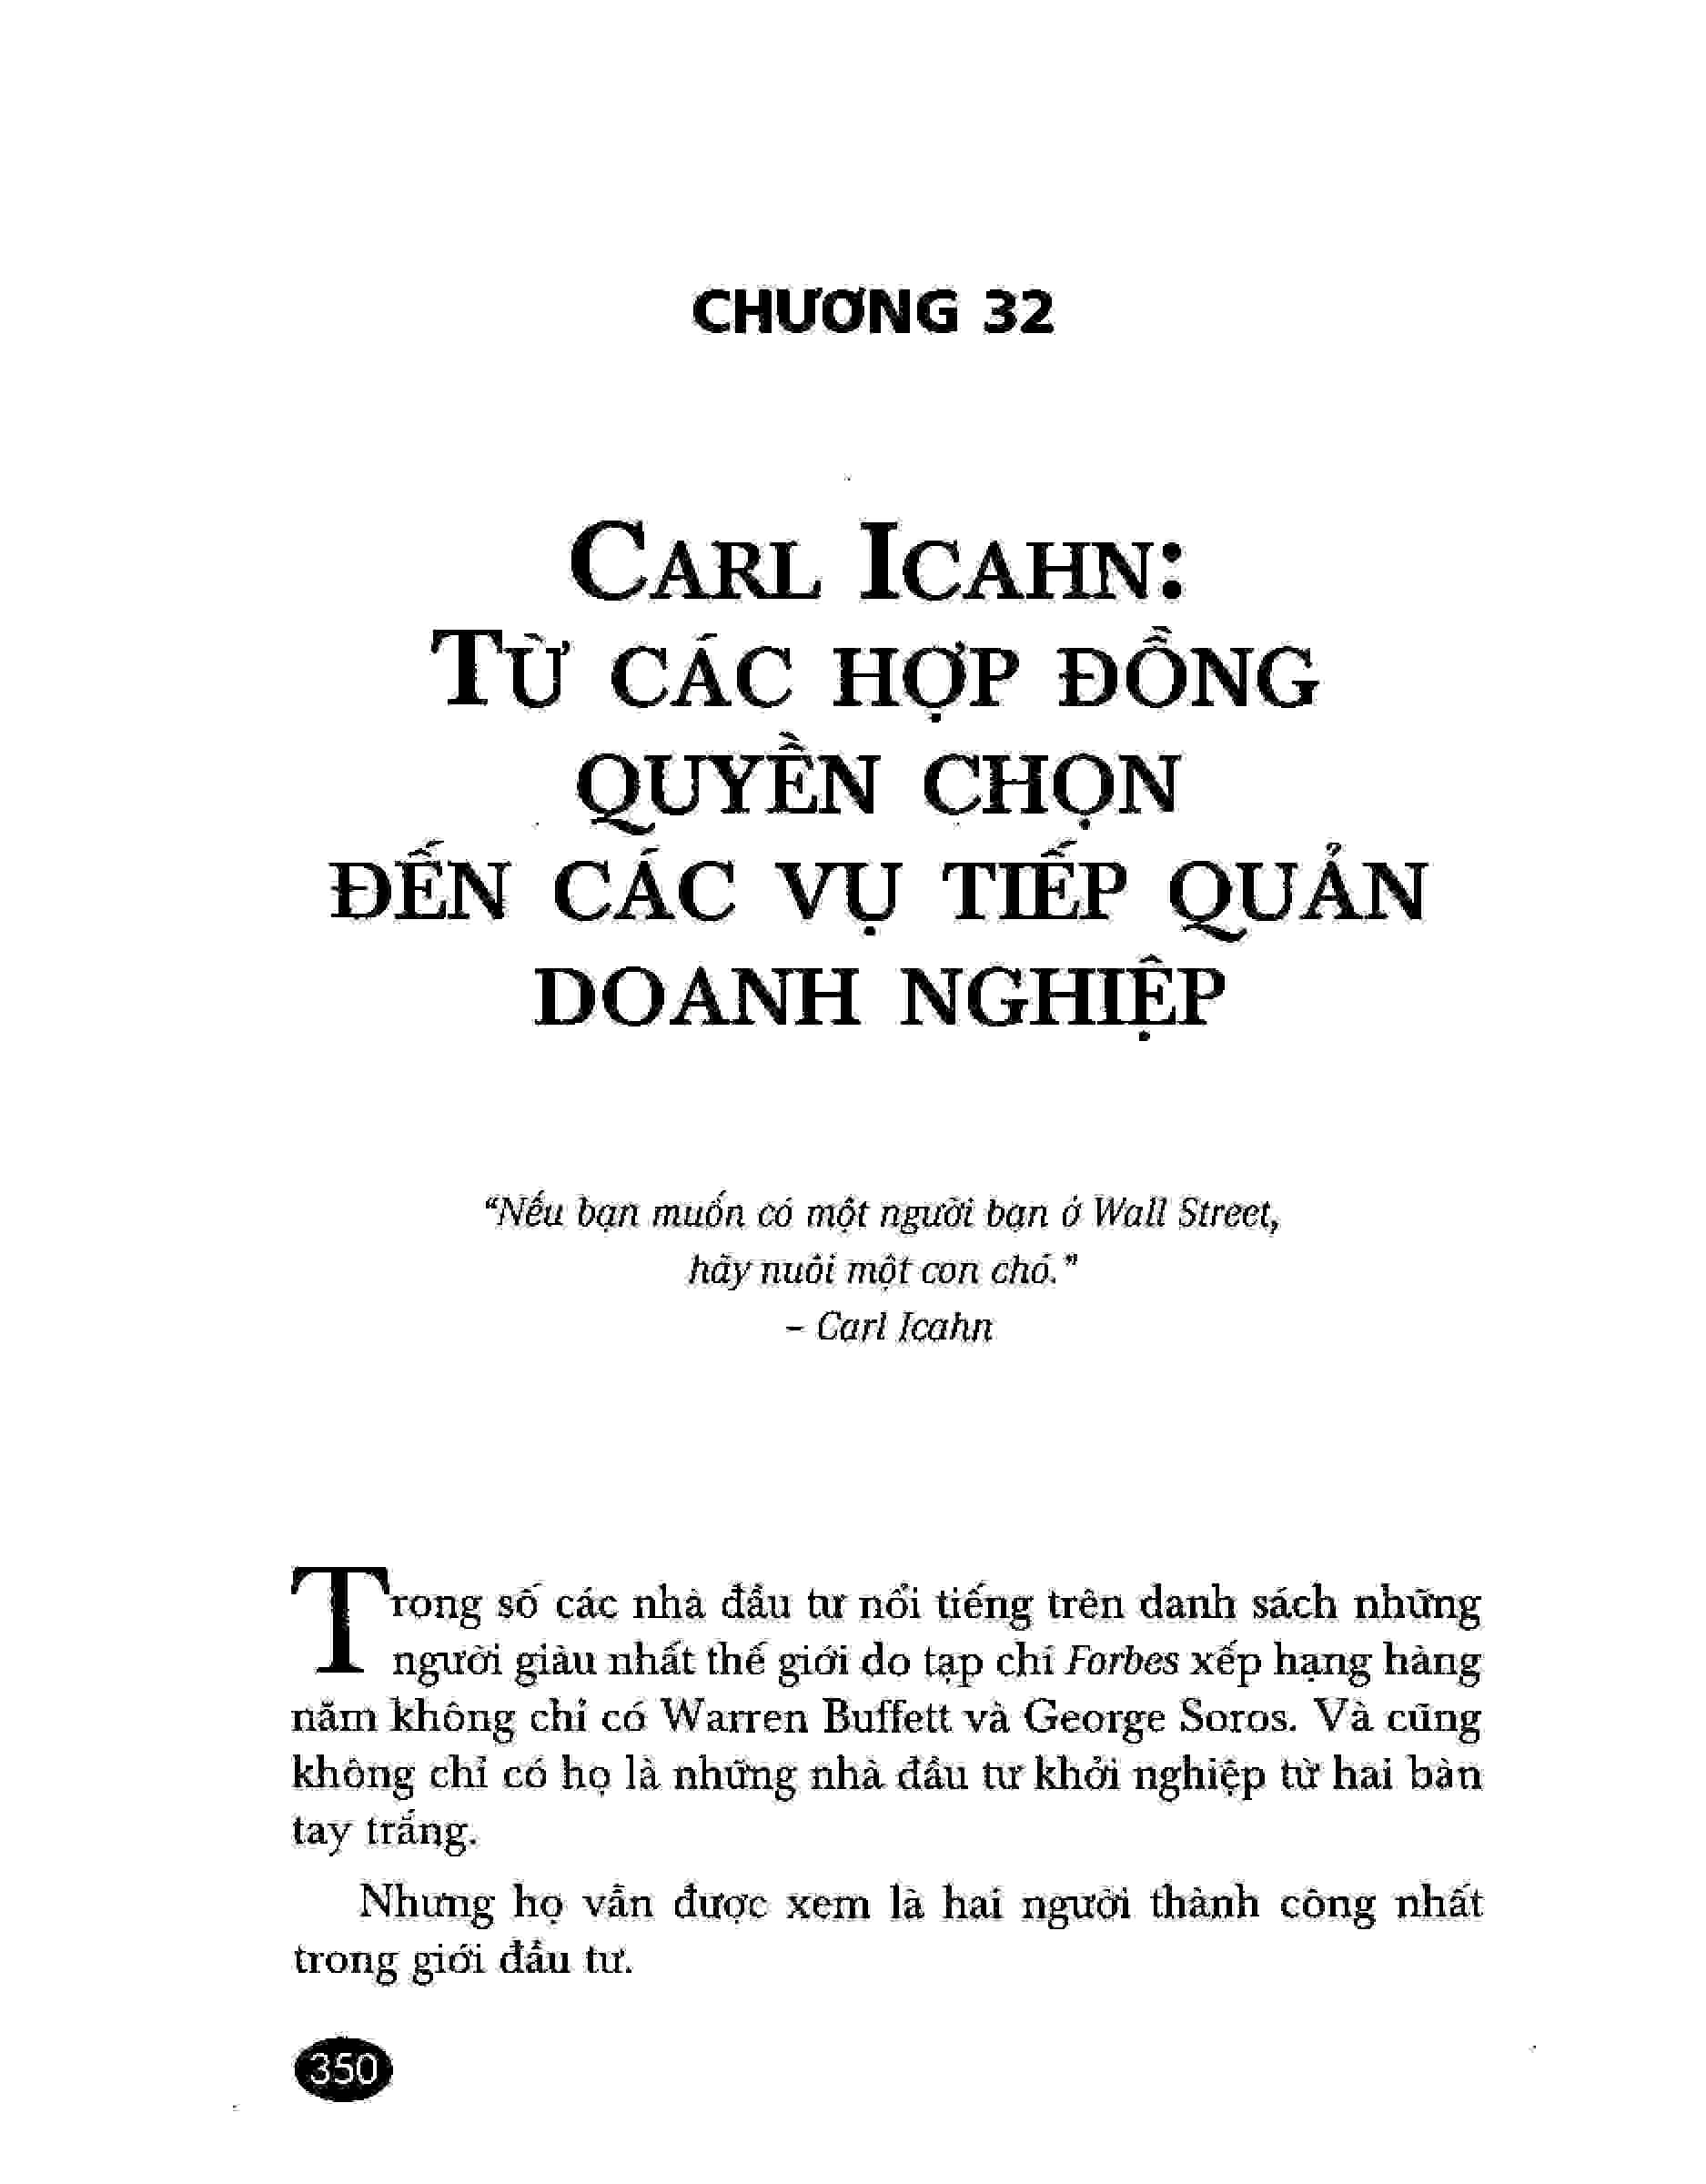 CHƯƠNG 32
CARL ICAHN:
TỪ CÁC HỢP ĐỒNG
QUYỀN CHỌN
ĐẾN CÁC VỤ TIẾP QUẢN
DOANH NGHIỆP
“Nếu bạn muốn có một người bạn ở Wall Street,
hãy nuôi một con chó.”
– Carl Icahn
Trong số các nhà đầu tư nổi tiếng trên danh sách những
người giàu nhất thế giới do tạp chí Forbes xếp hạng hàng
năm không chỉ có Warren Buffett và George Soros. Và cũng
không chỉ có họ là những nhà đầu tư khởi nghiệp từ hai bàn
tay trắng.
Nhưng họ vẫn được xem là hai người thành công nhất
trong giới đầu tư.
350